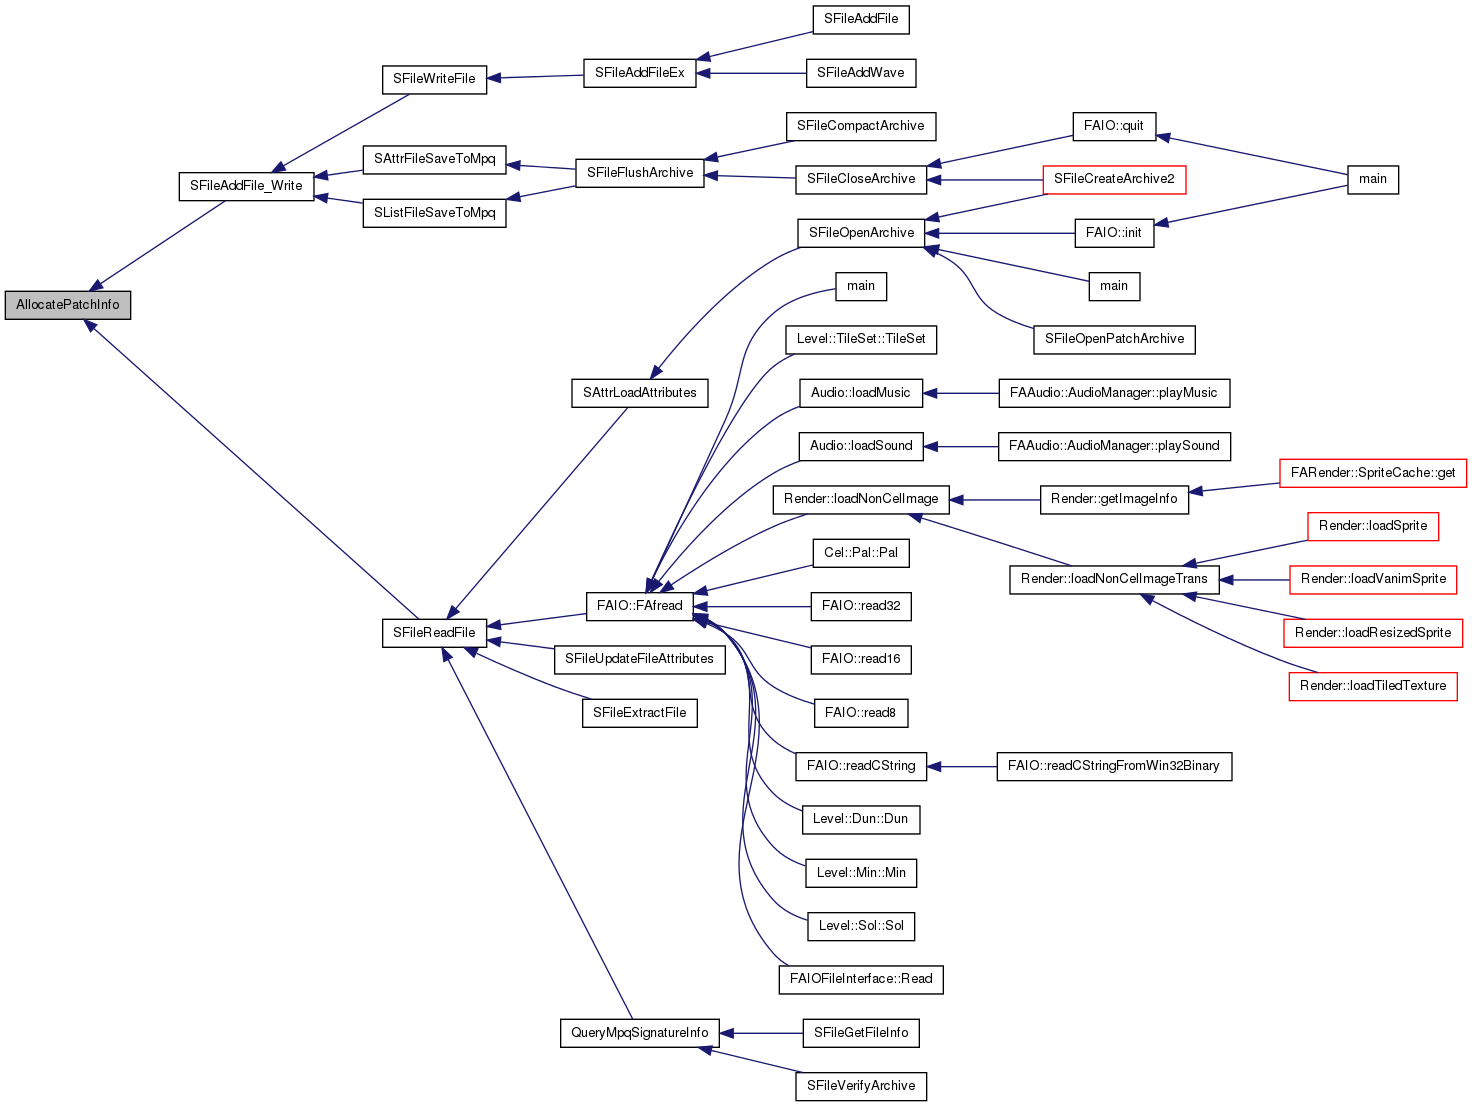 SFileAddFile
SFileWriteFile
SFileAddFileEx
SFileAddWave
SFileCompactArchive
FAIO::quit
SAttrFileSaveToMpq
SFileFlushArchive
SFileCloseArchive
SFileCreateArchive2
main
SFileAddFile_Write
SListFileSaveToMpq
SFileOpenArchive
FAIO::init
main
main
AllocatePatchInfo
Level::TileSet::TileSet
SFileOpenPatchArchive
SAttrLoadAttributes
Audio::loadMusic
FAAudio::AudioManager::playMusic
Audio::loadSound
FAAudio::AudioManager::playSound
FARender::SpriteCache::get
Render::loadNonCelImage
Render::getImageInfo
Render::loadSprite
Cel::Pal::Pal
Render::loadNonCelImageTrans
Render::loadVanimSprite
FAIO::FAfread
FAIO::read32
SFileReadFile
Render::loadResizedSprite
SFileUpdateFileAttributes
FAIO::read16
Render::loadTiledTexture
SFileExtractFile
FAIO::read8
FAIO::readCString
FAIO::readCStringFromWin32Binary
Level::Dun::Dun
Level::Min::Min
Level::Sol::Sol
FAIOFileInterface::Read
QueryMpqSignatureInfo
SFileGetFileInfo
SFileVerifyArchive